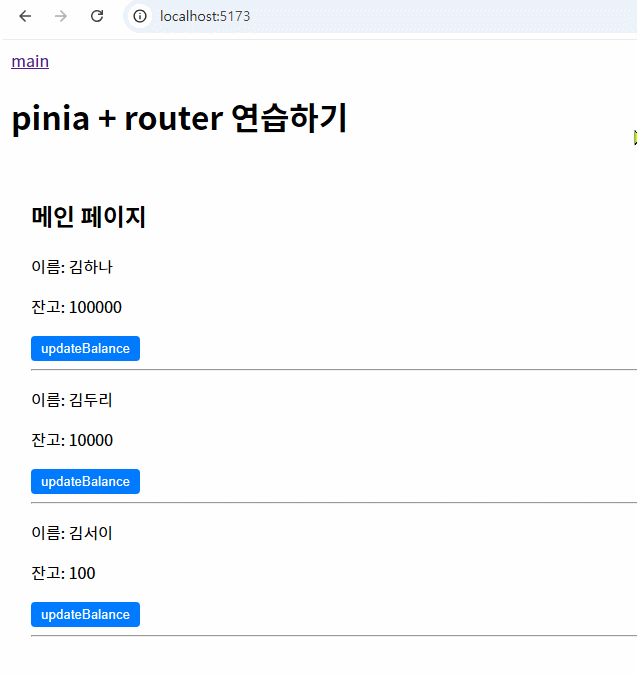 localhost:5173
main
pinia + router 연습하기
메인 페이지
이름: 김하나
잔고: 100000
updateBalance
이름: 김두리
잔고: 10000
updateBalance
이름: 김서이
잔고: 100
updateBalance